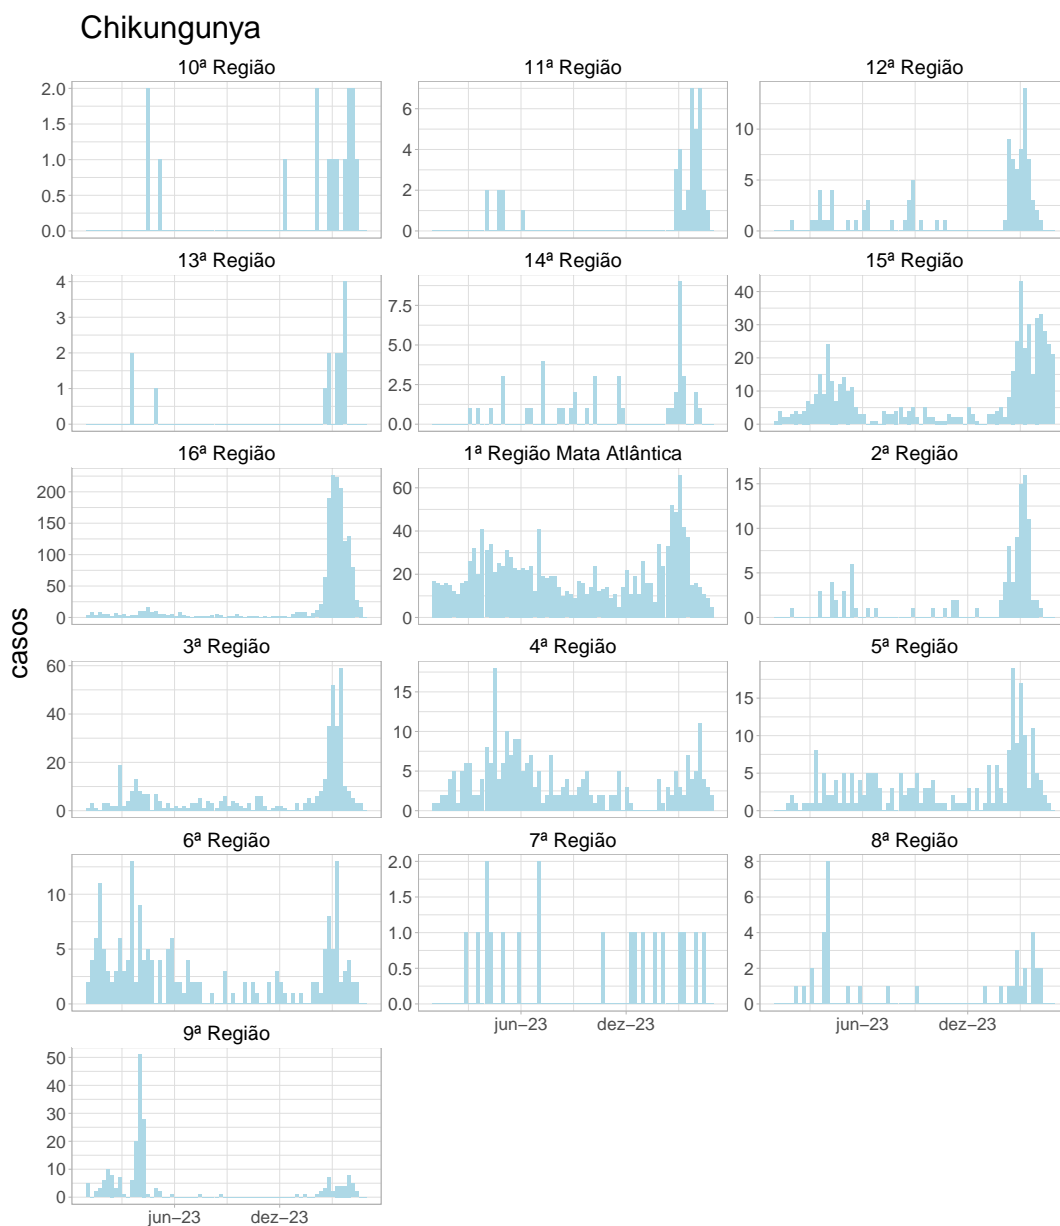 Chikungunya
10ª Região
11ª Região
12ª Região
2.0
1.5
1.0
0.5
0.0
6
4
2
0
10
5
0
13ª Região
14ª Região
15ª Região
4
3
2
1
0
7.5
5.0
2.5
0.0
40
30
20
10
0
16ª Região
1ª Região Mata Atlântica
2ª Região
200
150
100
50
0
60
40
20
0
15
10
5
0
casos
3ª Região
4ª Região
5ª Região
60
40
20
0
15
10
5
0
15
10
5
0
6ª Região
7ª Região
8ª Região
10
5
0
2.0
1.5
1.0
0.5
0.0
8
6
4
2
0
jun–23
dez–23
jun–23
dez–23
9ª Região
50
40
30
20
10
0
jun–23
dez–23